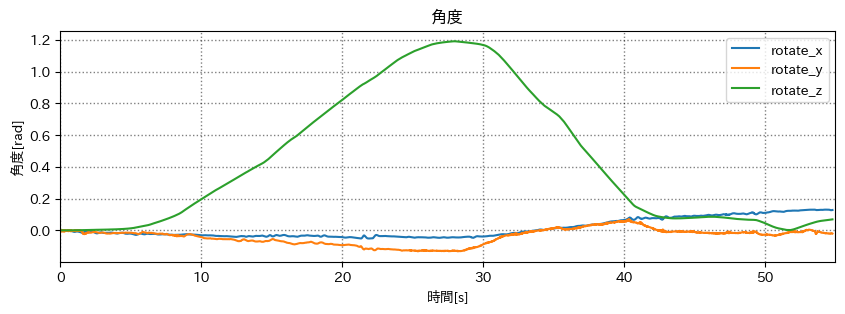 角度
rotate_x
rotate_y
rotate_z
角度[rad]
1.2
1.0
0.8
0.6
0.4
0.2
0.0
0 10 20 30 40 50
時間[s]